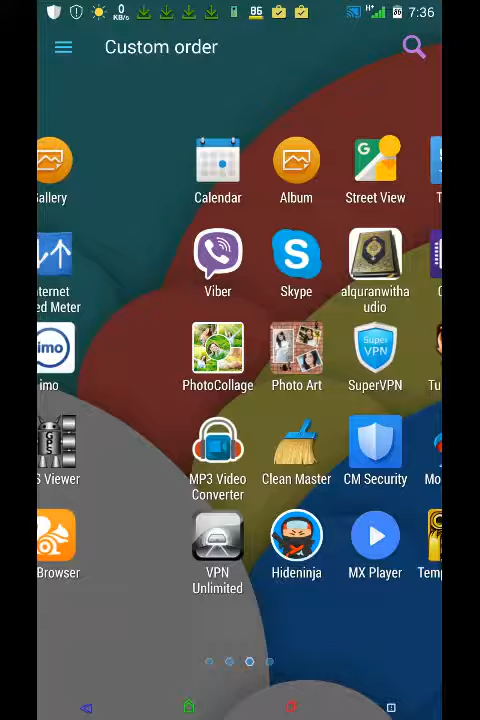 0
KB/s
86
H+
7:36
Custom order
Gallery
Calendar
Album
Street View
G
nternet
ed Meter
Viber
Skype
alquranwitha
udio
imo
imo
Super
VPN
PhotoCollage
Photo Art
SuperVPN
Tu
GPS
S Viewer
MP3 Video
Converter
Clean Master
CM Security
Mo
Browser
VPN
Unlimited
Hideninja
MX Player
Temp